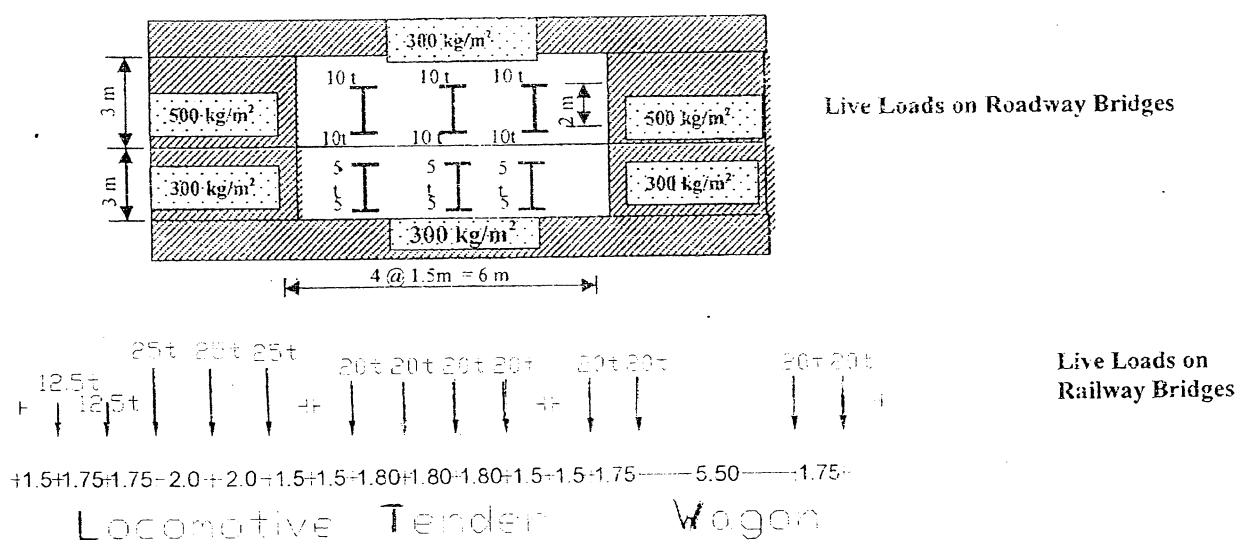 300 kg/m²
10 t 10 t 10 t
3 m 500 kg/m² 2 m 500 kg/m² Live Loads on Roadway Bridges
10t 10 t 10t
3 m 300 kg/m² 5 t 5 5 t 5 5 t 5 300 kg/m²
300 kg/m²
4 @ 1.5m = 6 m
25t 25t 25t
12.5t 12.5t 20t 20t 20t 20t 20t 20t 20t 20t Live Loads on
Railway Bridges
1.5 1.75 1.75 2.0 2.0 1.5 1.5 1.80 1.80 1.80 1.5 1.5 1.75 5.50 1.75
Locomotive Tender Wagon